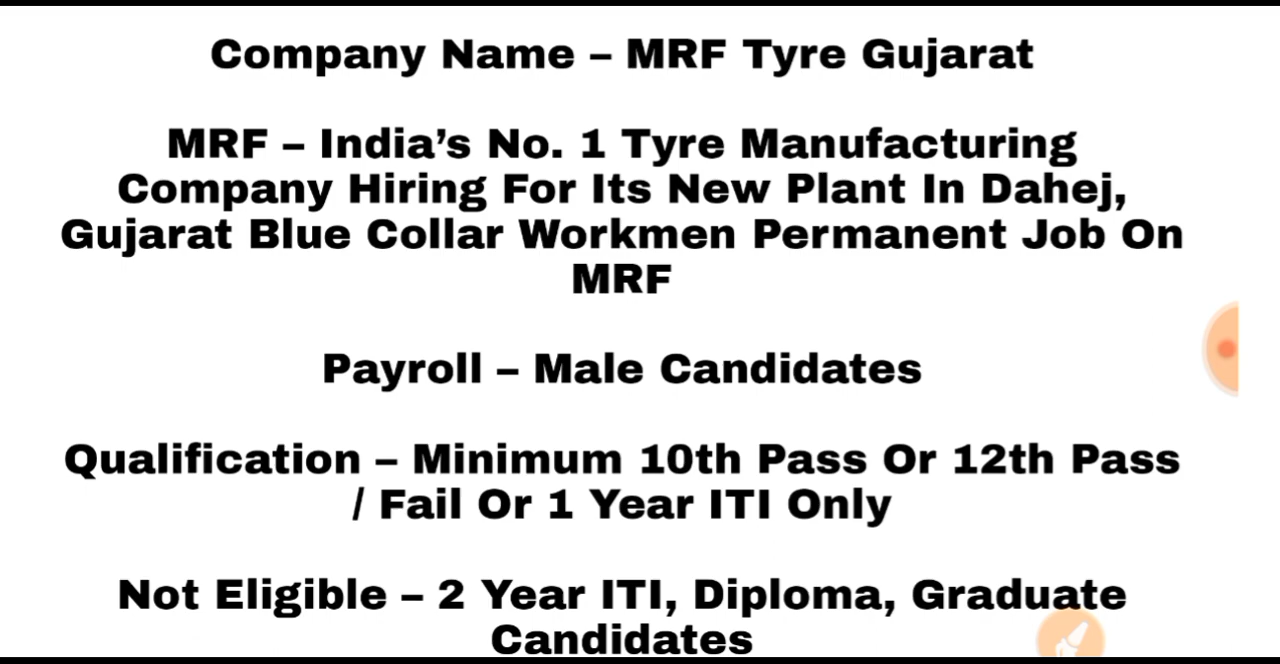 Company Name – MRF Tyre Gujarat
MRF – India’s No. 1 Tyre Manufacturing
Company Hiring For Its New Plant In Dahej,
Gujarat Blue Collar Workmen Permanent Job On
MRF
Payroll – Male Candidates
Qualification – Minimum 10th Pass Or 12th Pass
/ Fail Or 1 Year ITI Only
Not Eligible – 2 Year ITI, Diploma, Graduate
Candidates